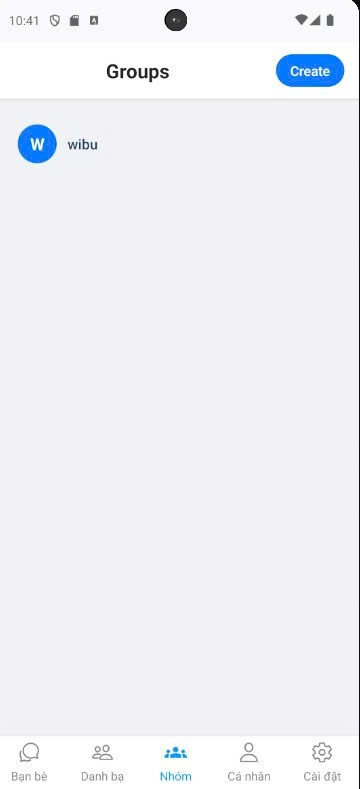 10:41
Groups
Create
W
wibu
Bạn bè
Danh bạ
Nhóm
Cá nhân
Cài đặt